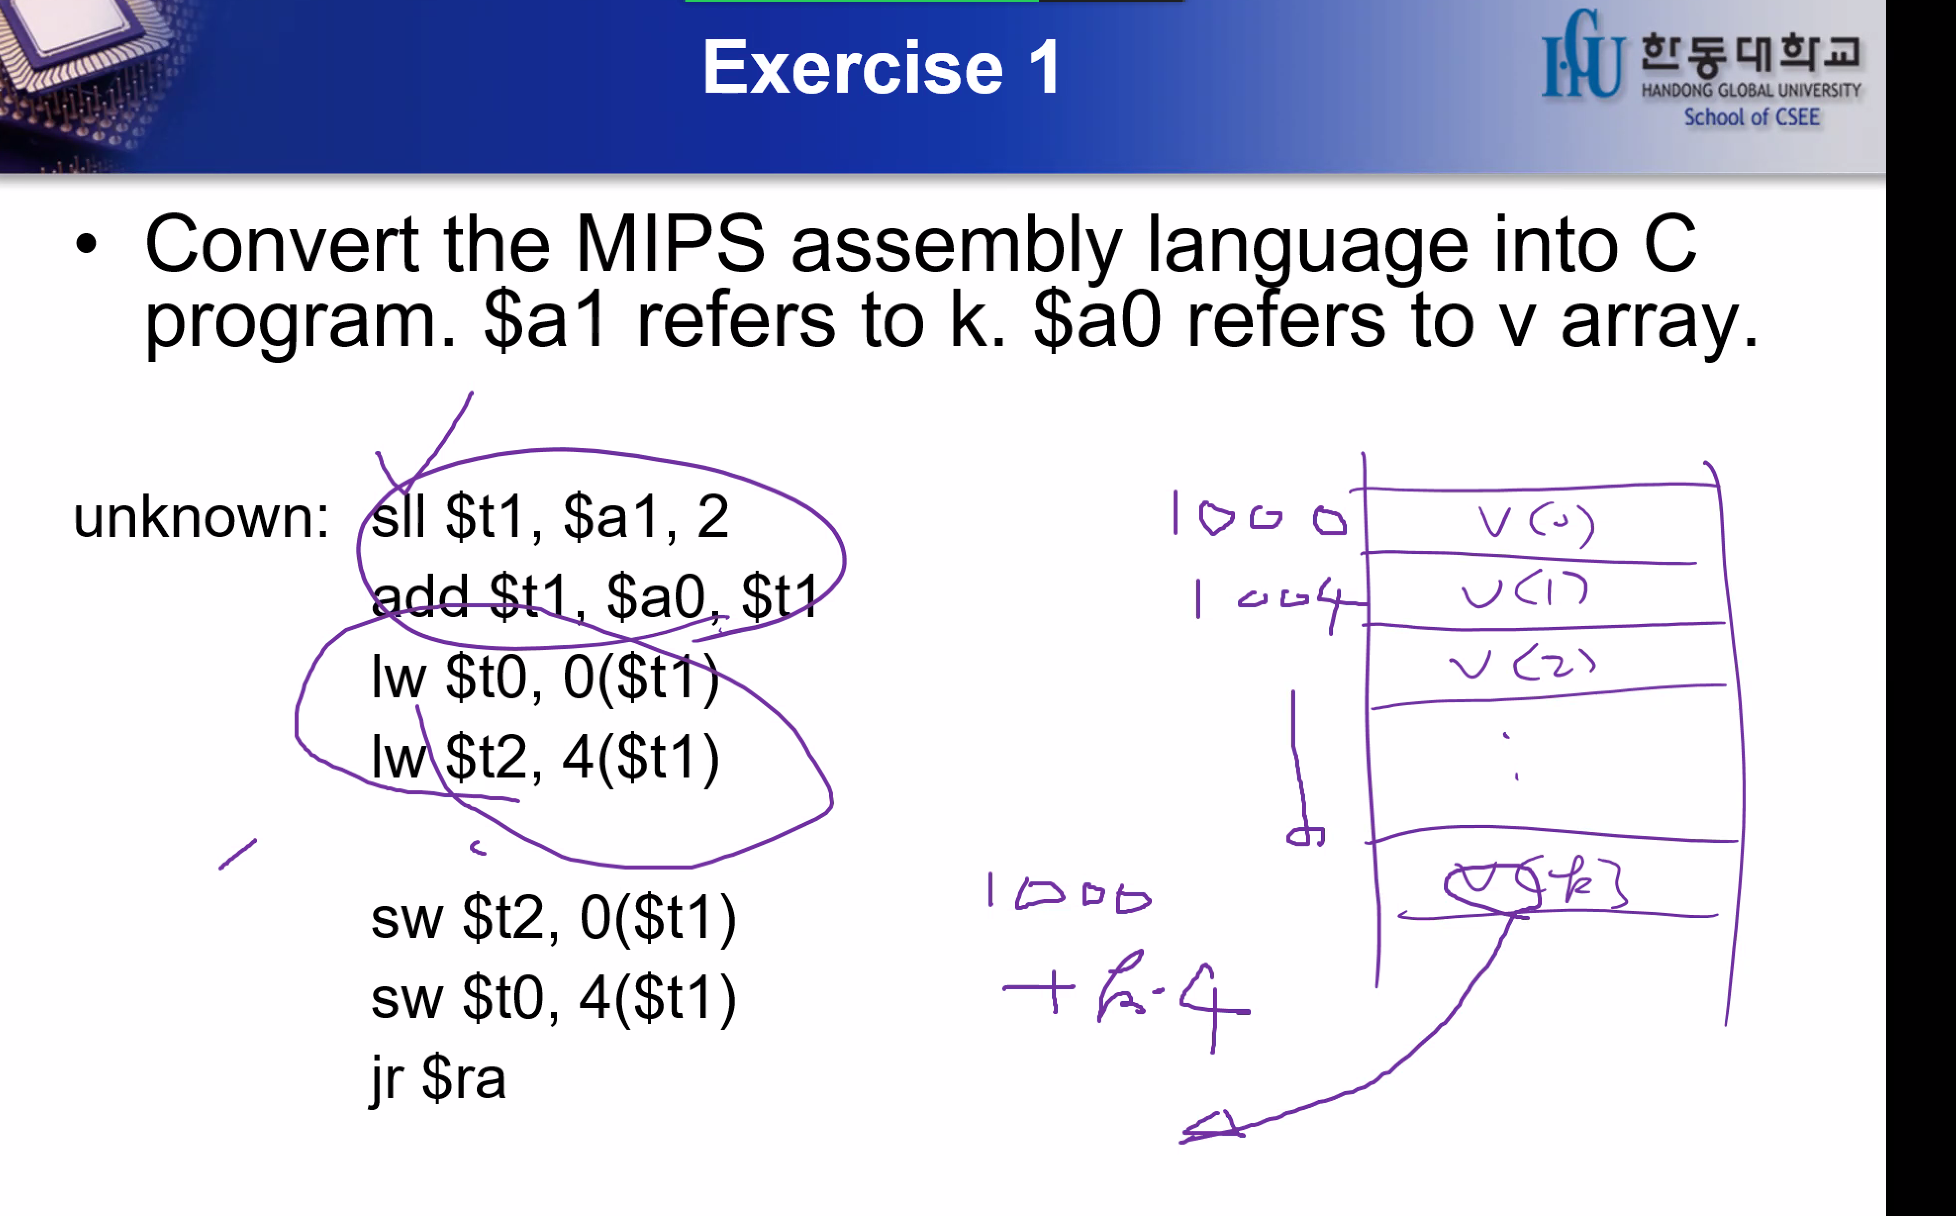 Exercise 1
한동대학교
HANDONG GLOBAL UNIVERSITY
School of CSEE
• Convert the MIPS assembly language into C
program. $a1 refers to k. $a0 refers to v array.
unknown: sll $t1, $a1, 2
add $t1, $a0, $t1
lw $t0, 0($t1)
lw $t2, 4($t1)
sw $t2, 0($t1)
sw $t0, 4($t1)
jr $ra
1000 V(0)
1004 V(1)
V(2)
V[k]
1000
+ k·4